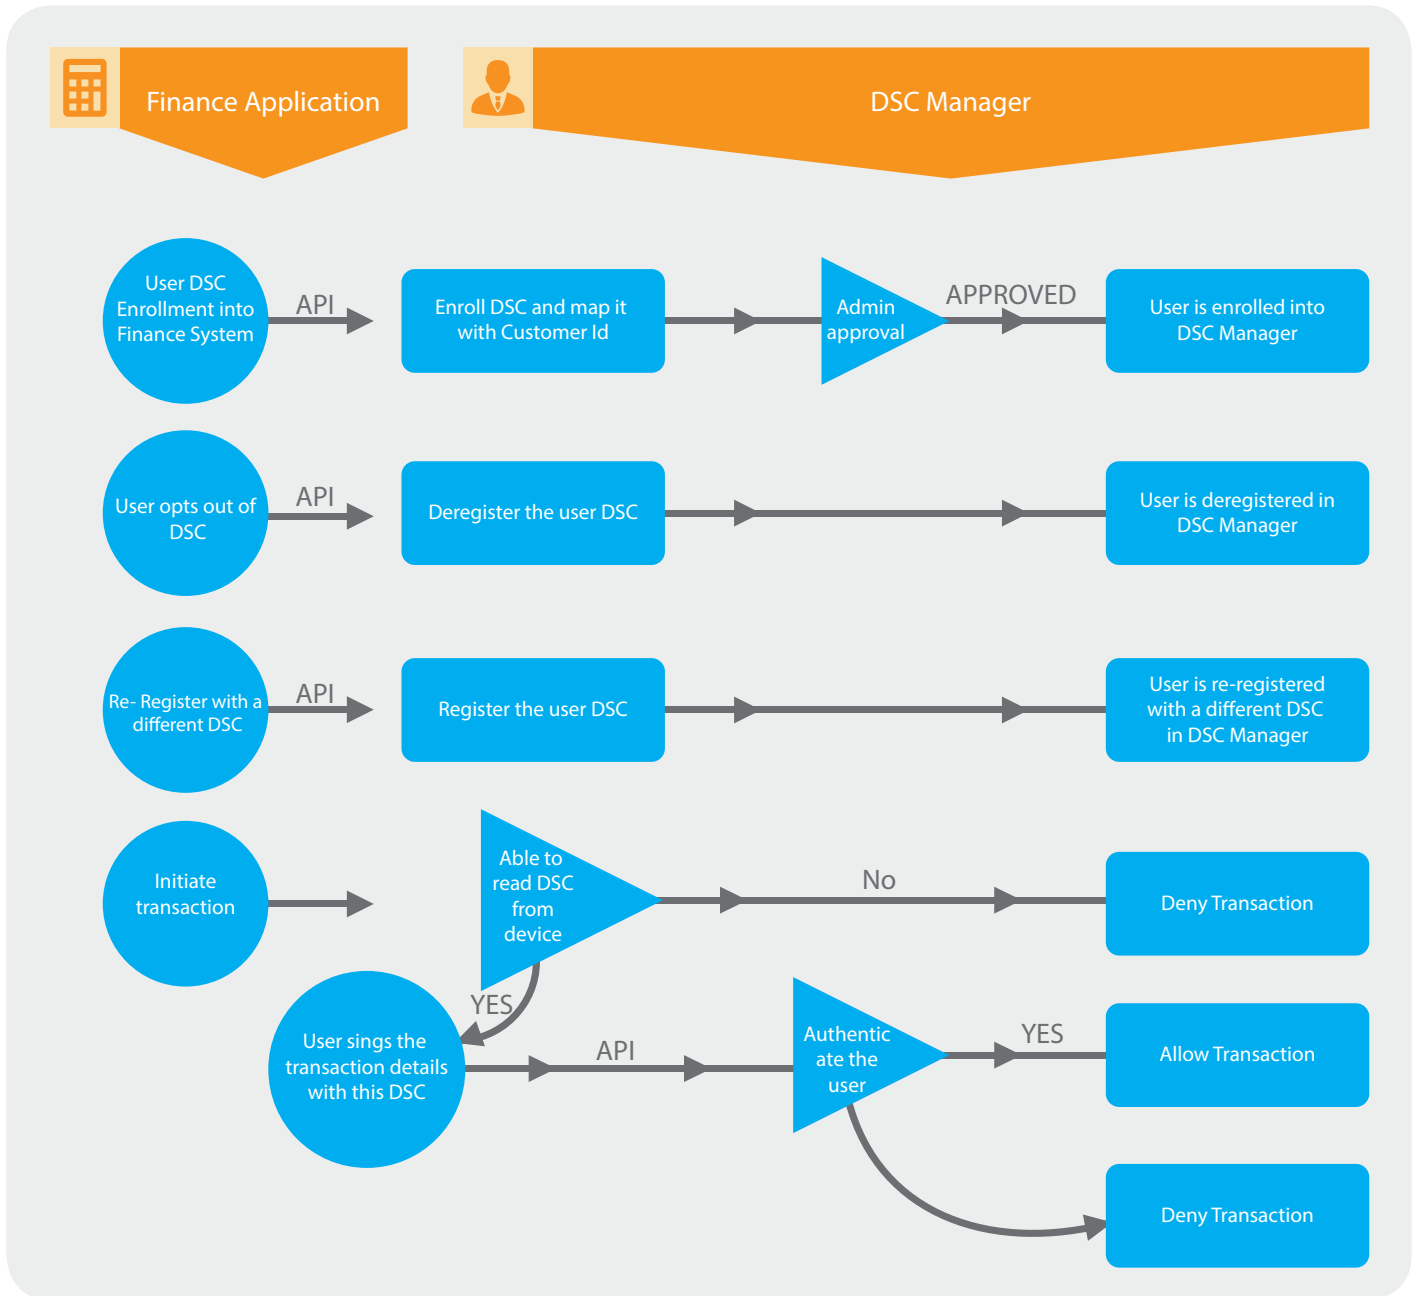 Finance Application
DSC Manager
User DSC
Enrollment into
Finance System
API
Enroll DSC and map it
with Customer Id
Admin
approval
APPROVED
User is enrolled into
DSC Manager
User opts out of
DSC
API
Deregister the user DSC
User is deregistered in
DSC Manager
Re- Register with a
different DSC
API
Register the user DSC
User is re-registered
with a different DSC
in DSC Manager
Initiate
transaction
Able to
read DSC
from
device
No
Deny Transaction
YES
User sings the
transaction details
with this DSC
API
Authentic
ate the
user
YES
Allow Transaction
Deny Transaction